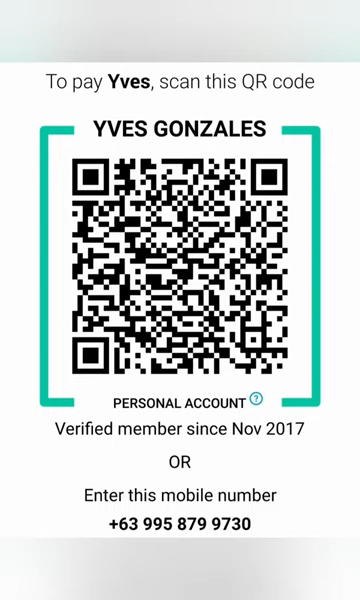 To pay Yves, scan this QR code
YVES GONZALES
PERSONAL ACCOUNT ?
Verified member since Nov 2017
OR
Enter this mobile number
+63 995 879 9730